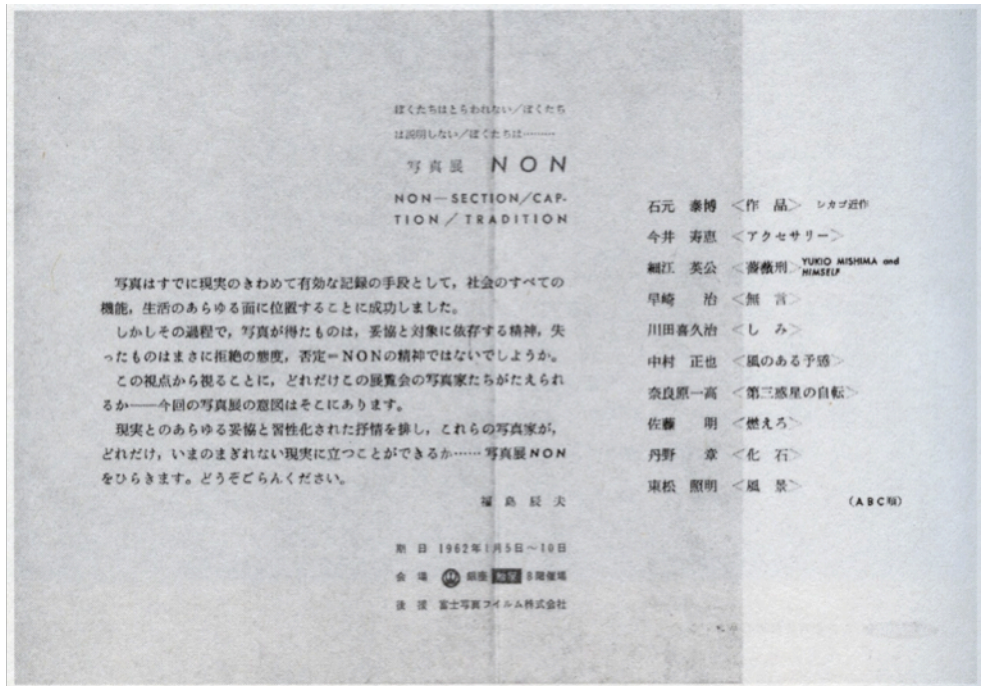 ぼくたちはとらわれない/ぼくたち
は説明しない/ぼくたちは………
写真展 NON
NON—SECTION/CAP-
TION/TRADITION
写真はすでに現実のきわめて有効な記録の手段として,社会のすべての
機能,生活のあらゆる面に位置することに成功しました。
しかしその過程で,写真が得たものは,妥協と対象に依存する精神,失
ったものはまさに拒絶の態度,否定=NONの精神ではないでしょうか。
この視点から視ることに,どれだけこの展覧会の写真家たちがたえられ
るか——今回の写真展の意図はそこにあります。
現実とのあらゆる妥協と習性化された抒情を排し,これらの写真家が,
どれだけ,いまのまぎれない現実に立つことができるか……写真展NON
をひらきます。どうぞごらんください。
福島辰夫
期日 1962年1月5日~10日
会場 銀座 松屋 8階催場
後援 富士写真フイルム株式会社
石元 泰博 <作 品> シカゴ近作
今井 寿恵 <アクセサリー>
細江 英公 <薔薇刑> YUKIO MISHIMA and
HIMSELF
早崎 治 <無 言>
川田喜久治 <し み>
中村 正也 <風のある予感>
奈良原一高 <第三惑星の自転>
佐藤 明 <燃えろ>
丹野 章 <化 石>
東松 照明 <風 景>
(ABC順)